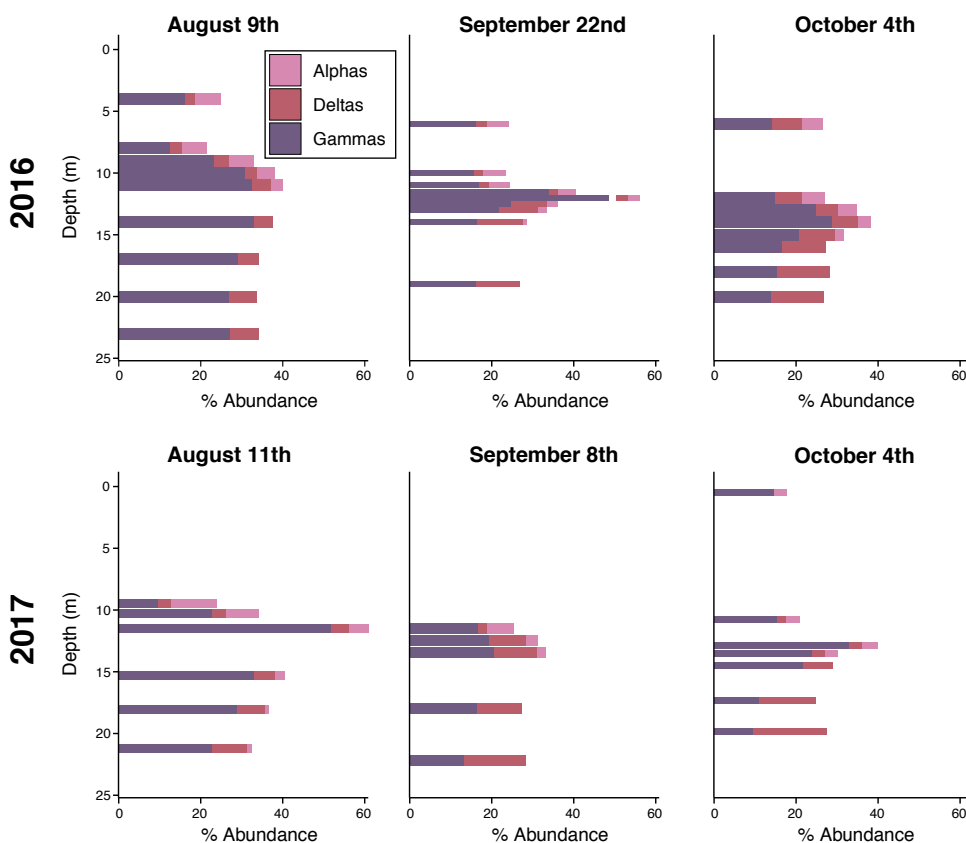 August 9th
September 22nd
October 4th
Alphas
Deltas
Gammas
2016
Depth (m)
0
5
10
15
20
25
0 20 40 60
0 20 40 60
0 20 40 60
% Abundance
% Abundance
% Abundance
August 11th
September 8th
October 4th
2017
Depth (m)
0
5
10
15
20
25
0 20 40 60
0 20 40 60
0 20 40 60
% Abundance
% Abundance
% Abundance